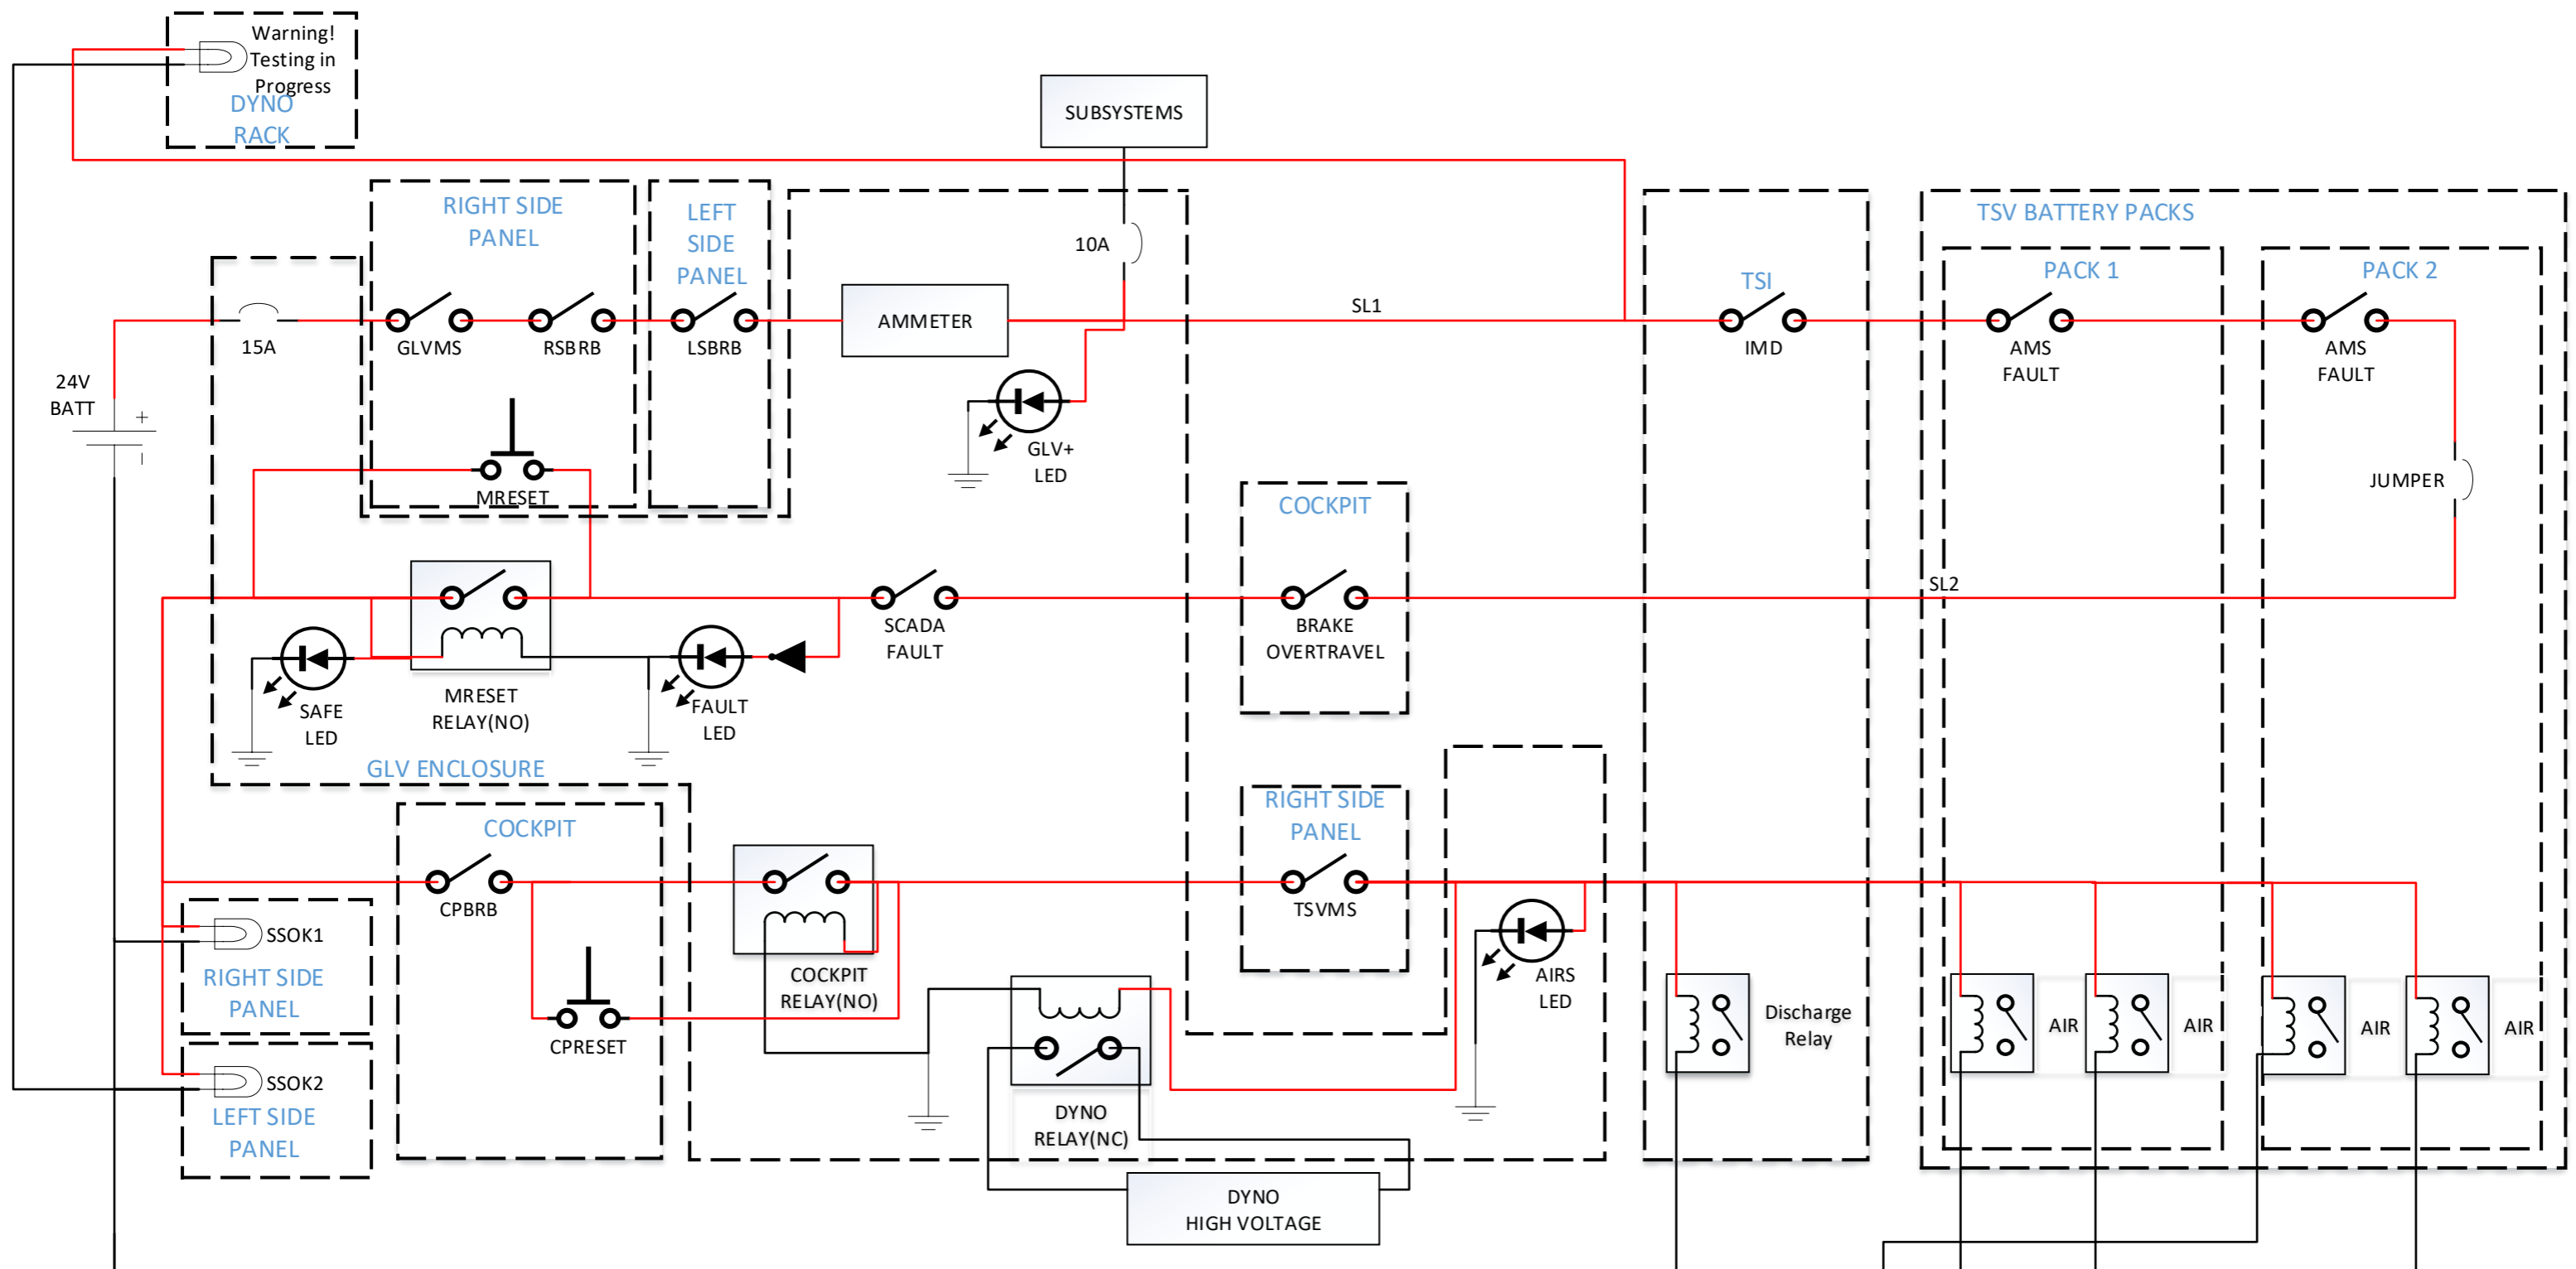 Warning!
Testing in
Progress
DYNO
RACK
SUBSYSTEMS
RIGHT SIDE
PANEL
LEFT
SIDE
PANEL
10A
TSI
TSV BATTERY PACKS
PACK 1
PACK 2
15A
GLVMS
RSBRB
LSBRB
AMMETER
SL1
IMD
AMS
FAULT
AMS
FAULT
24V
BATT
+
GLV+
LED
MRESET
COCKPIT
JUMPER
SL2
SCADA
FAULT
BRAKE
OVERTRAVEL
SAFE
LED
MRESET
RELAY(NO)
FAULT
LED
GLV ENCLOSURE
COCKPIT
RIGHT SIDE
PANEL
CPBRB
TSVMS
SSOK1
RIGHT SIDE
PANEL
COCKPIT
RELAY(NO)
AIRS
LED
Discharge
Relay
AIR
AIR
AIR
AIR
CPRESET
SSOK2
LEFT SIDE
PANEL
DYNO
RELAY(NC)
DYNO
HIGH VOLTAGE